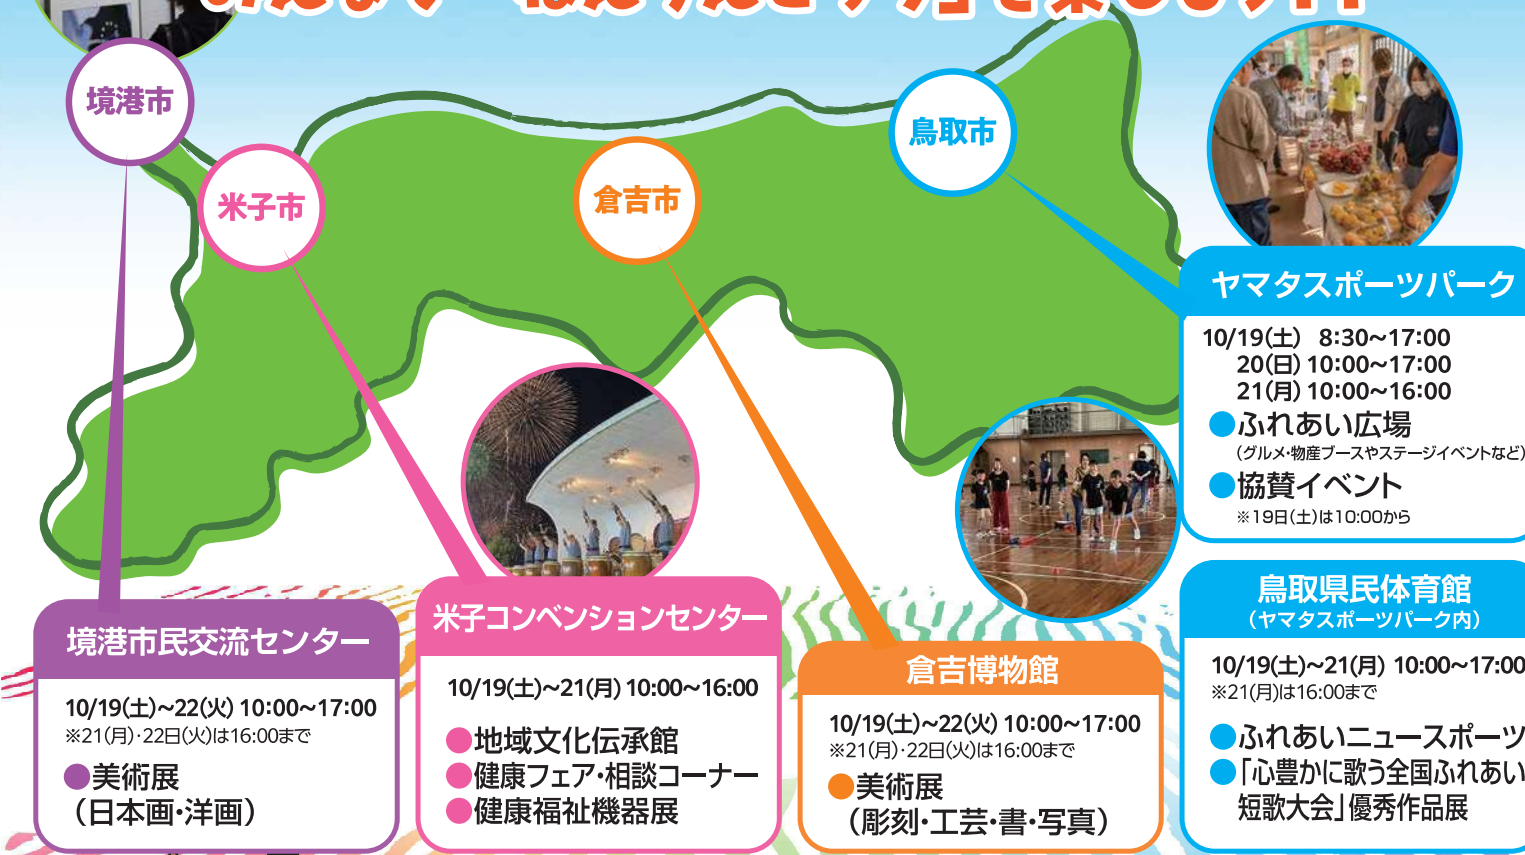 境港市
米子市
倉吉市
鳥取市
ヤマタスポーツパーク
10/19(土) 8:30~17:00
20(日) 10:00~17:00
21(月) 10:00~16:00
●ふれあい広場
(グルメ・物産ブースやステージイベントなど)
●協賛イベント
※19日(土)は10:00から
鳥取県民体育館
(ヤマタスポーツパーク内)
10/19(土)~21(月) 10:00~17:00
※21(月)は16:00まで
●ふれあいニュースポーツ
●「心豊かに歌う全国ふれあい
短歌大会」優秀作品展
境港市民交流センター
10/19(土)~22(火) 10:00~17:00
※21(月)・22日(火)は16:00まで
●美術展
(日本画・洋画)
米子コンベンションセンター
10/19(土)~21(月) 10:00~16:00
●地域文化伝承館
●健康フェア・相談コーナー
●健康福祉機器展
倉吉博物館
10/19(土)~22(火) 10:00~17:00
※21(月)・22日(火)は16:00まで
●美術展
(彫刻・工芸・書・写真)